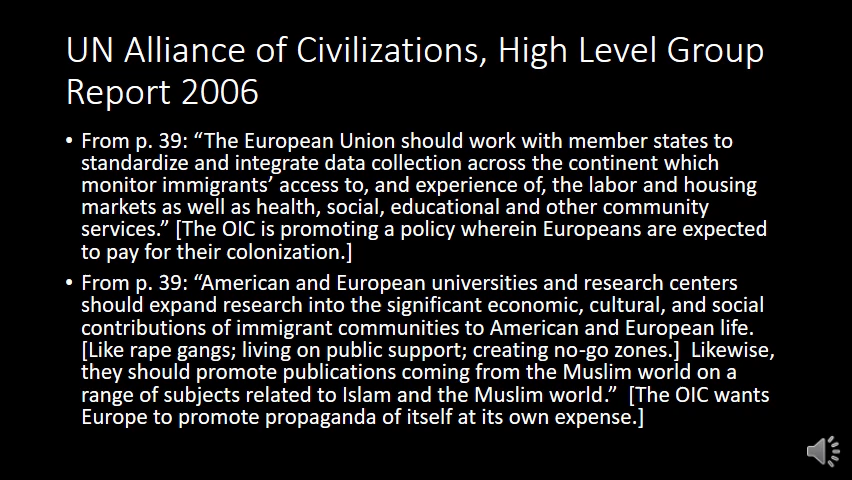 UN Alliance of Civilizations, High Level Group
Report 2006
• From p. 39: “The European Union should work with member states to
standardize and integrate data collection across the continent which
monitor immigrants’ access to, and experience of, the labor and housing
markets as well as health, social, educational and other community
services.” [The OIC is promoting a policy wherein Europeans are expected
to pay for their colonization.]
• From p. 39: “American and European universities and research centers
should expand research into the significant economic, cultural, and social
contributions of immigrant communities to American and European life.
[Like rape gangs; living on public support; creating no-go zones.]  Likewise,
they should promote publications coming from the Muslim world on a
range of subjects related to Islam and the Muslim world.”  [The OIC wants
Europe to promote propaganda of itself at its own expense.]